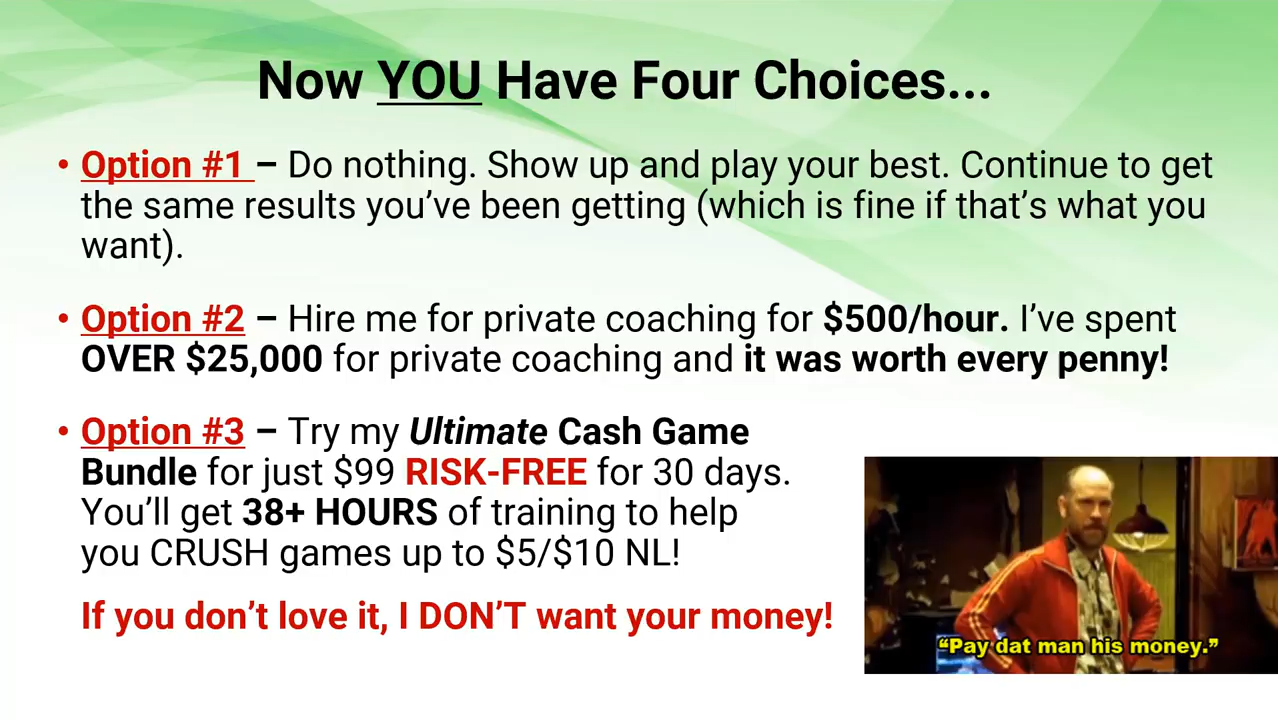 Now YOU Have Four Choices...
• Option #1 – Do nothing. Show up and play your best. Continue to get
the same results you’ve been getting (which is fine if that’s what you
want).
• Option #2 – Hire me for private coaching for $500/hour. I’ve spent
OVER $25,000 for private coaching and it was worth every penny!
• Option #3 – Try my Ultimate Cash Game
Bundle for just $99 RISK-FREE for 30 days.
You’ll get 38+ HOURS of training to help
you CRUSH games up to $5/$10 NL!
If you don’t love it, I DON’T want your money!
“Pay dat man his money.”